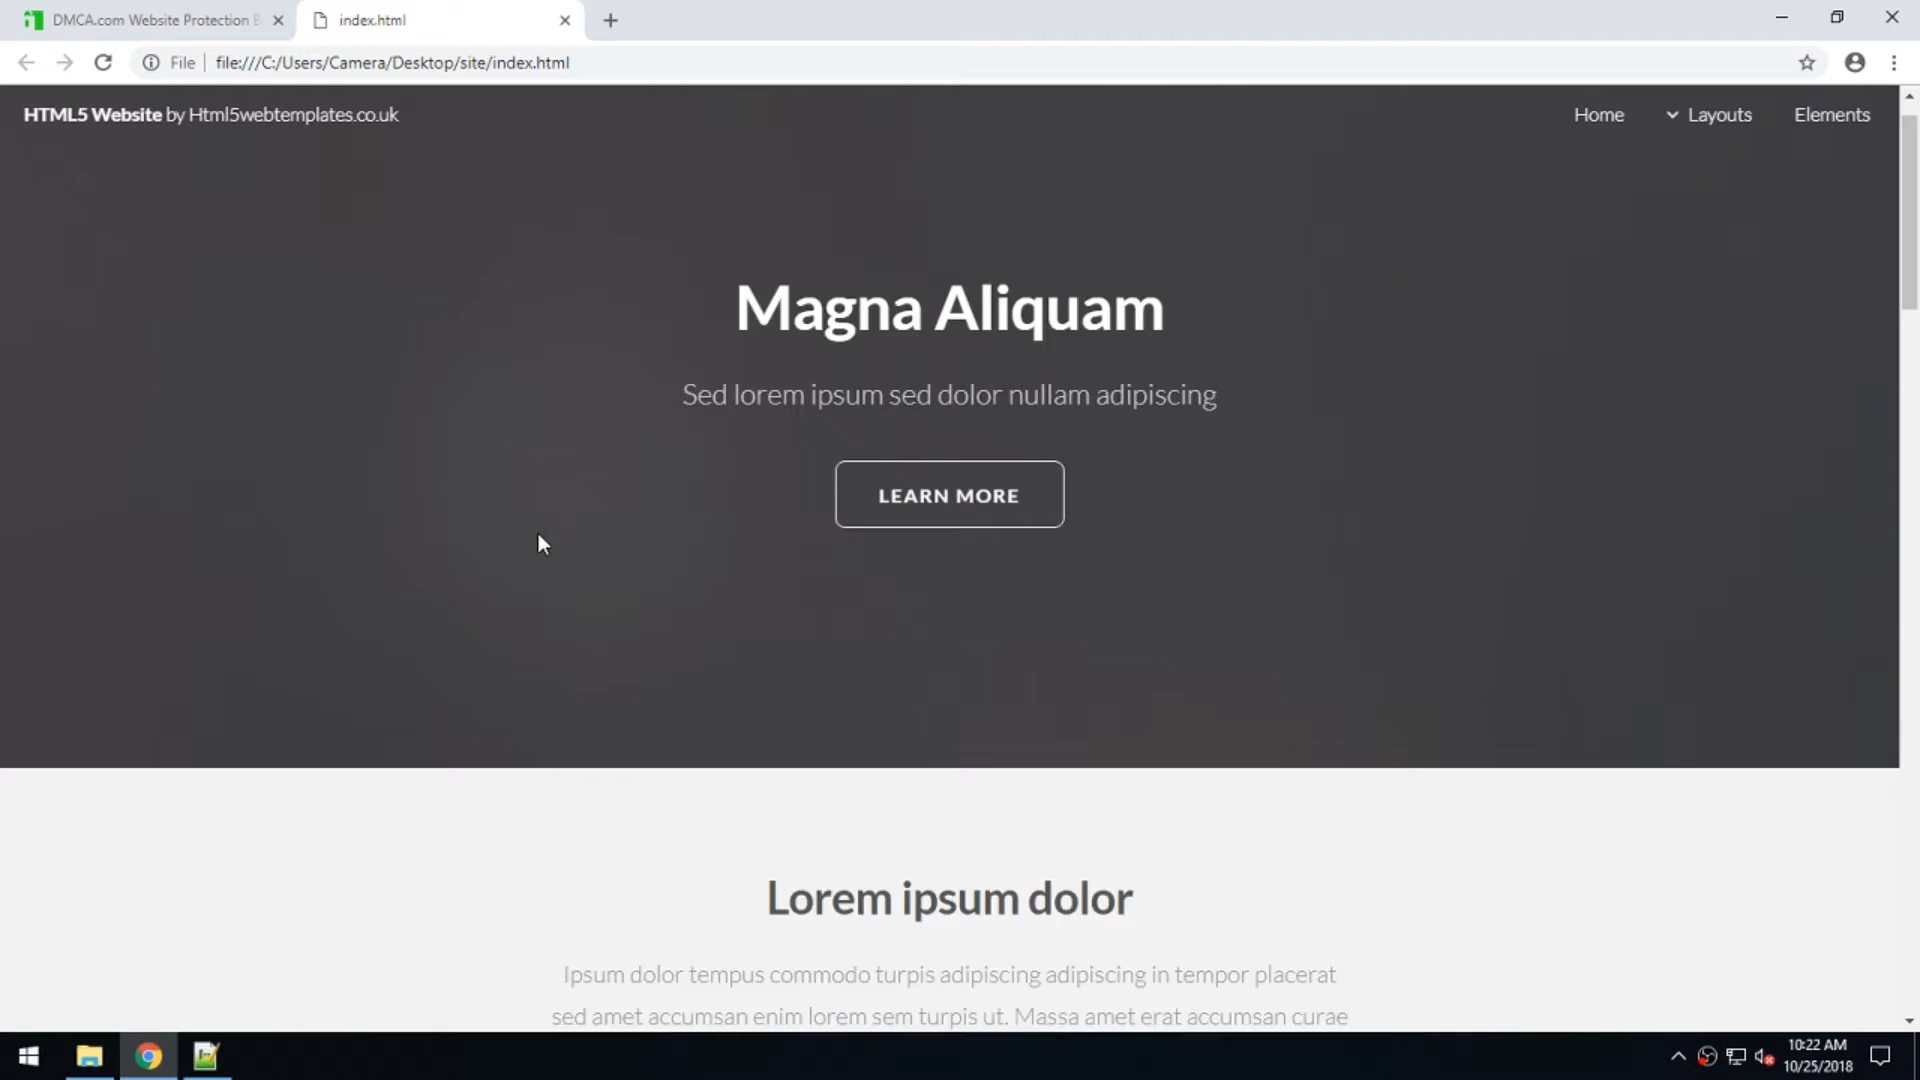 DMCA.com Website Protection
index.html
File file:///C:/Users/Camera/Desktop/site/index.html
HTML5 Website by Html5webtemplates.co.uk
Home Layouts Elements
Magna Aliquam
Sed lorem ipsum sed dolor nullam adipiscing
LEARN MORE
Lorem ipsum dolor
Ipsum dolor tempus commodo turpis adipiscing adipiscing in tempor placerat
sed amet accumsan enim lorem sem turpis ut. Massa amet erat accumsan curae
10:22 AM
10/25/2018